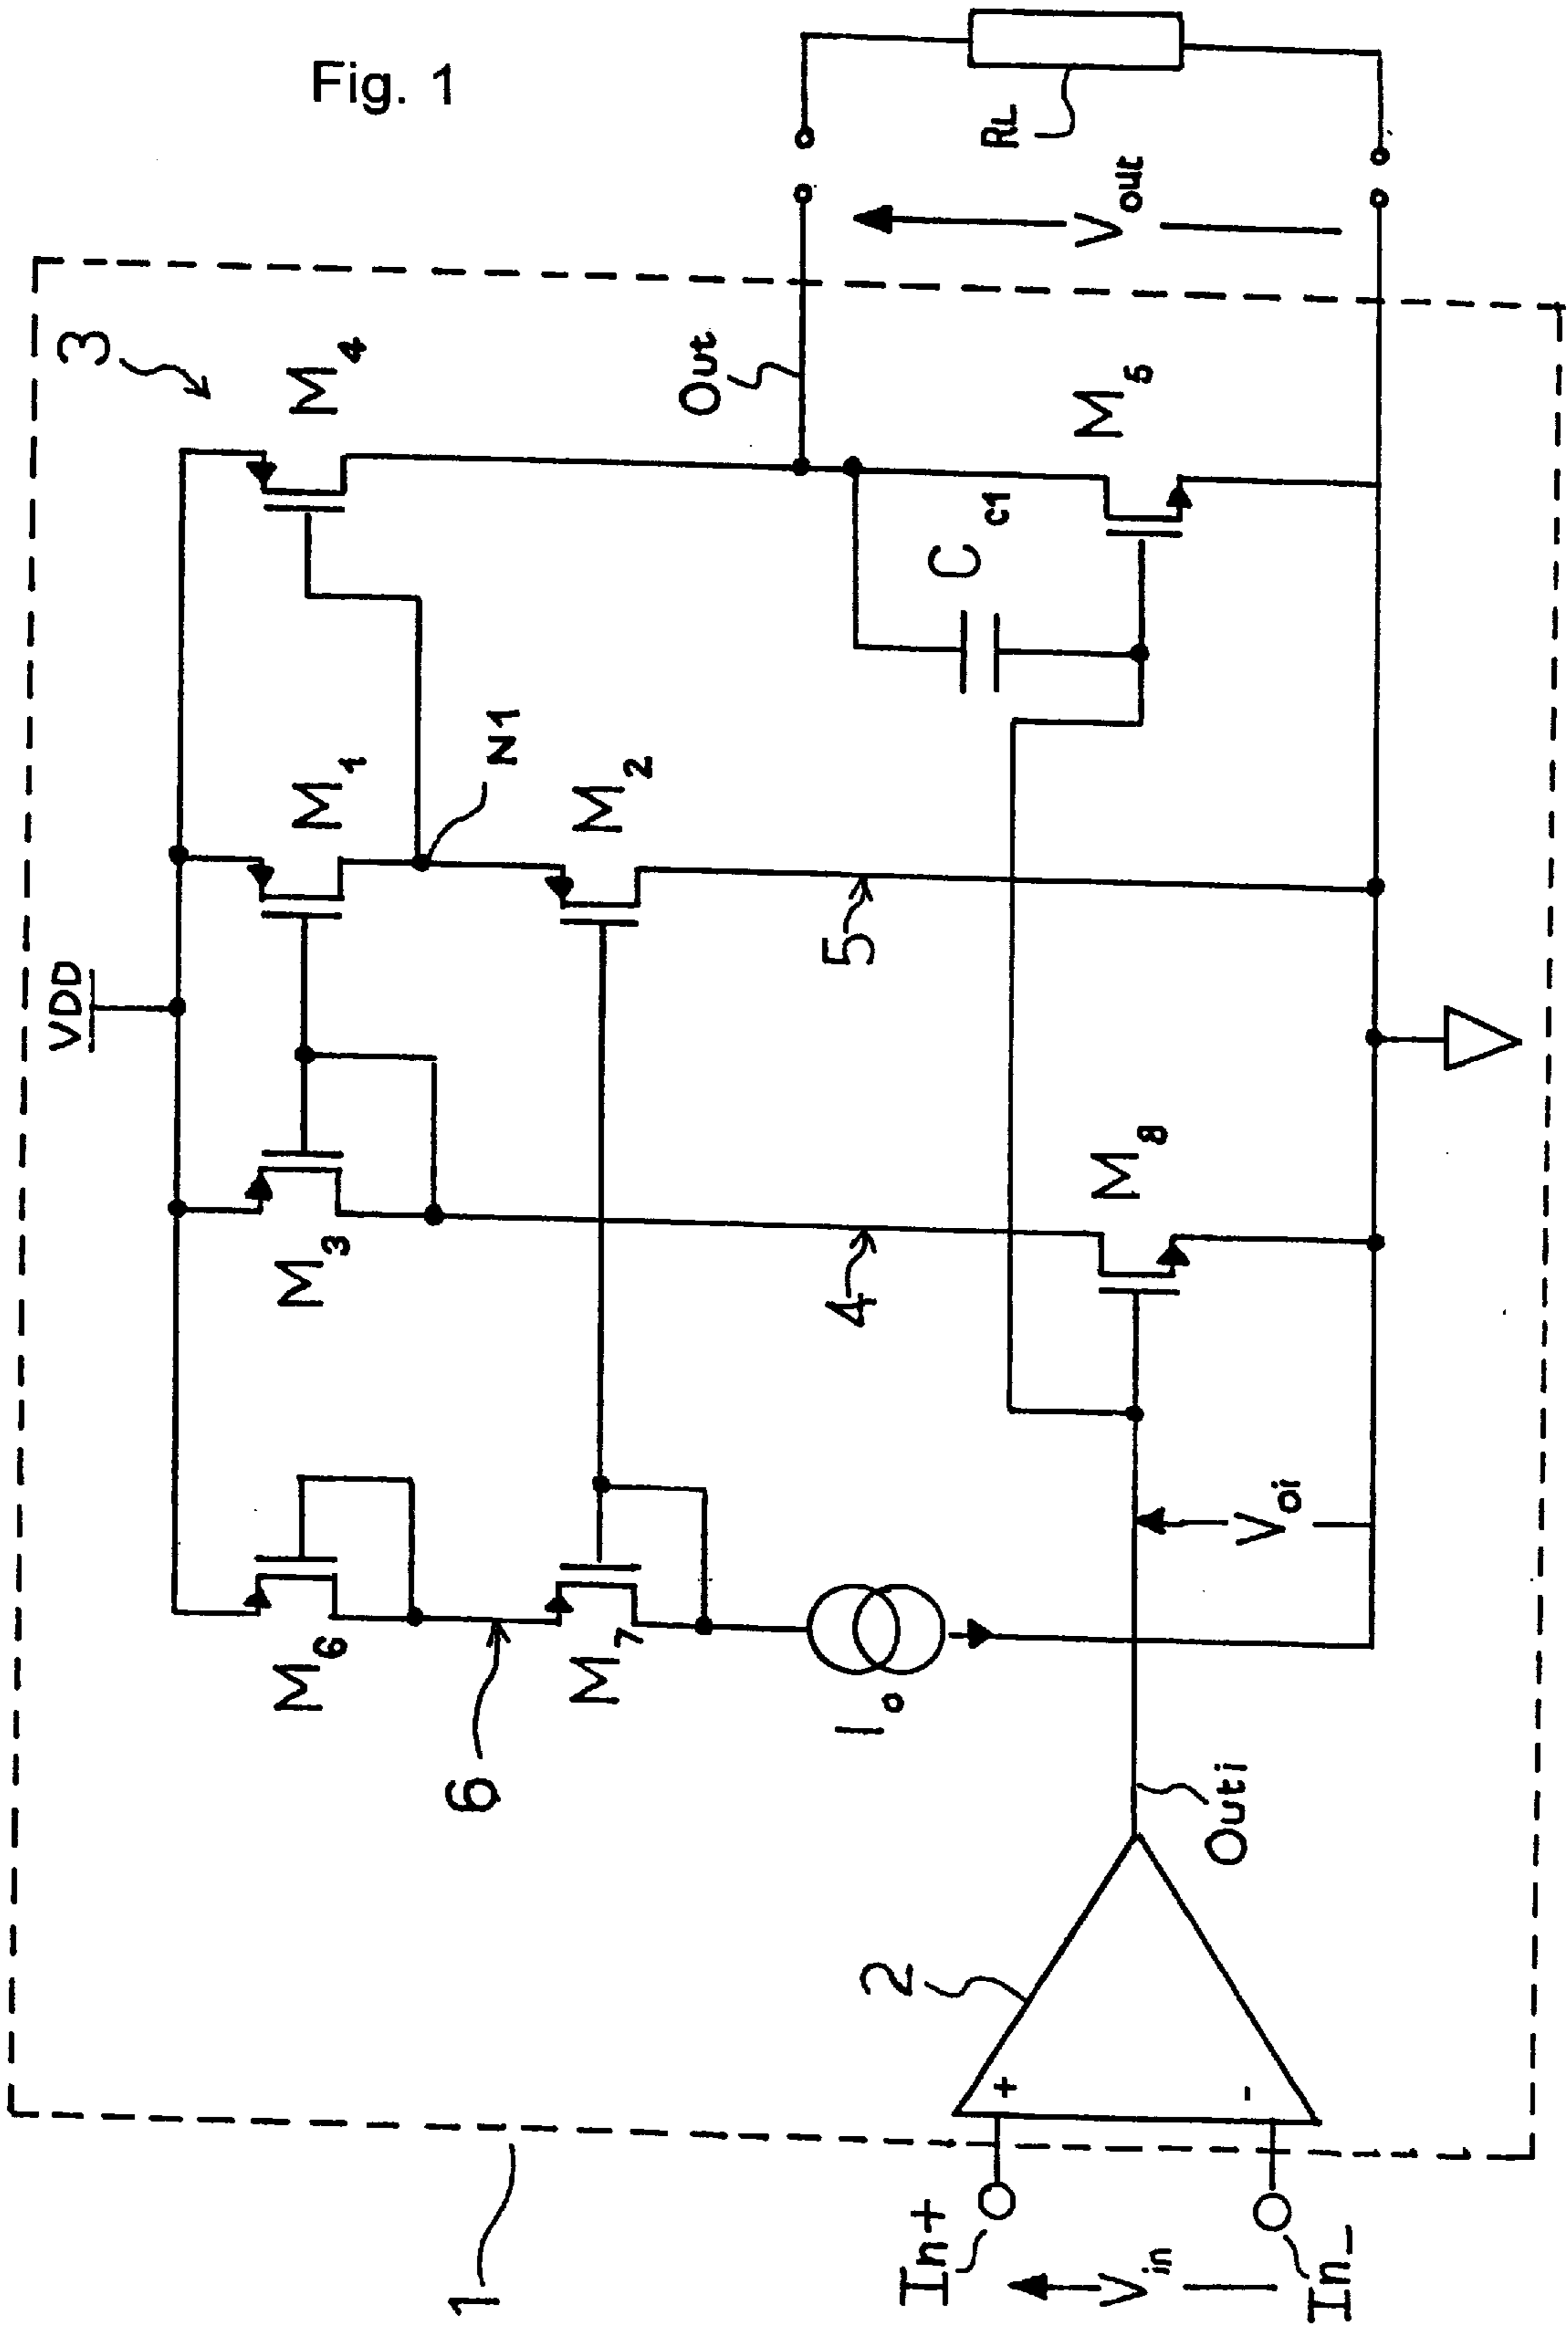 Fig. 1
VDD
3
M3
M1
M4
M6
N1
6
M7
M2
Out
Io
4
5
Cc1
RL
M8
M5
Vout
Voi
Outi
2
+
-
In+
Vin
In_
1